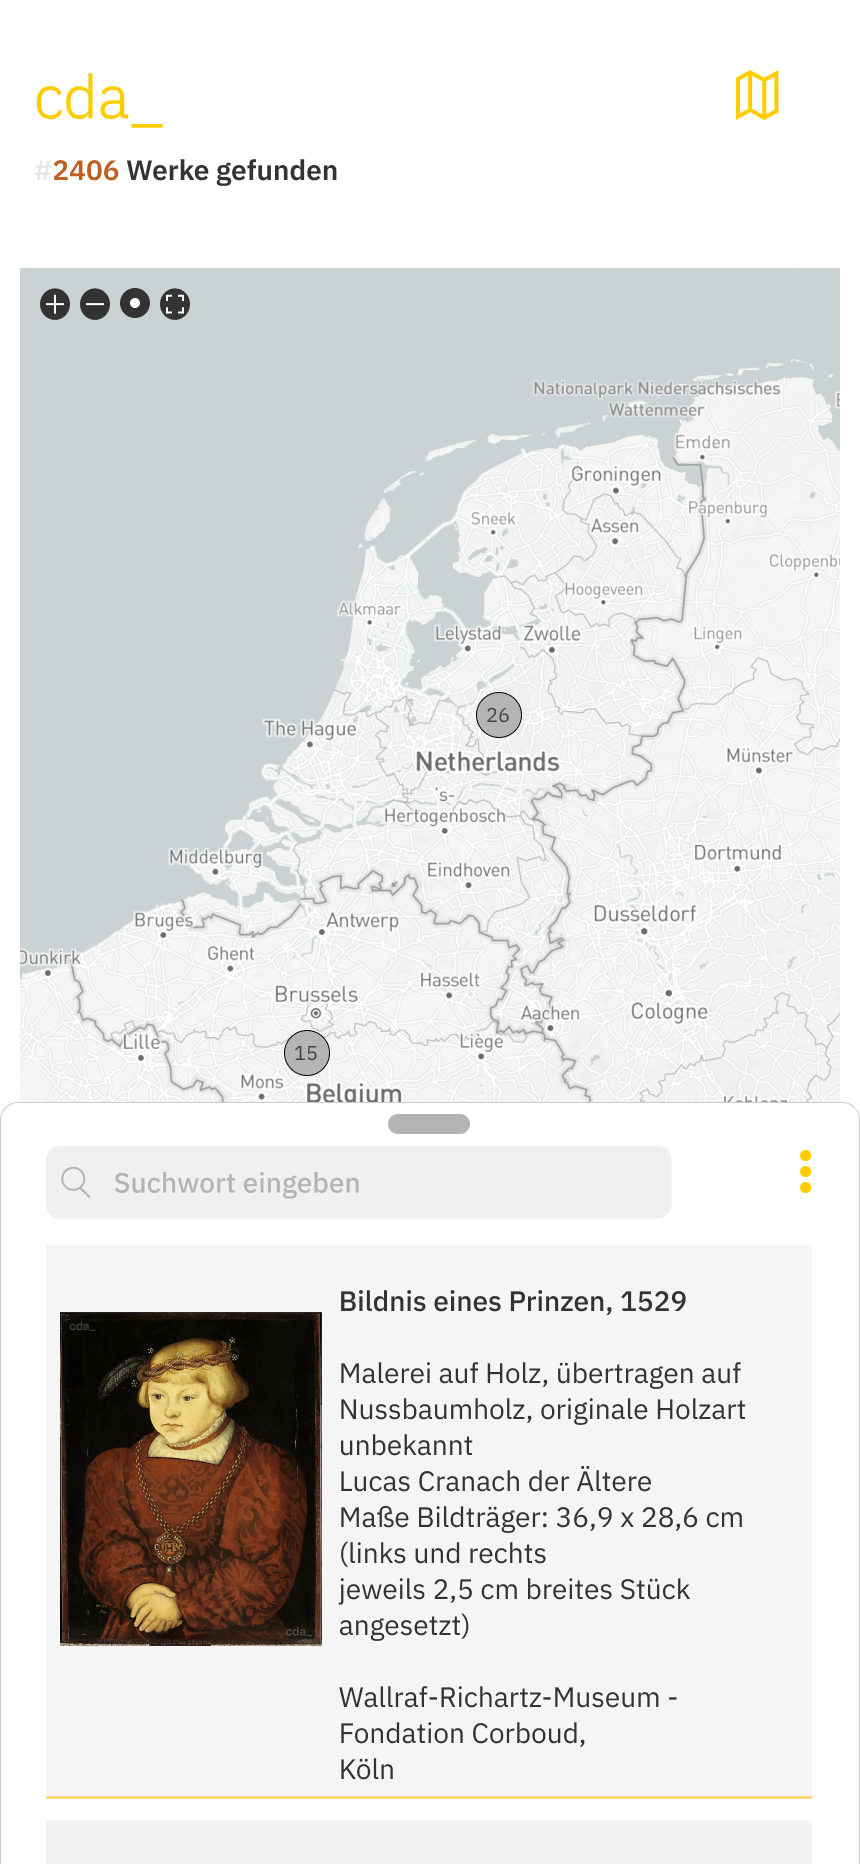 cda_
#2406 Werke gefunden
Nationalpark Niedersächsisches
Wattenmeer
Emden
Groningen
Papenburg
Sneek
Assen
Cloppenb
Hoogeveen
Alkmaar
Lelystad
Zwolle
Lingen
26
The Hague
Netherlands
Münster
's-
Hertogenbosch
Middelburg
Dortmund
Eindhoven
Bruges
Antwerp
Dusseldorf
Ghent
Dunkirk
Hasselt
Brussels
Aachen
Cologne
Lille
Liège
15
Mons
Belgium
Koblenz
Suchwort eingeben
cda_
Bildnis eines Prinzen, 1529
Malerei auf Holz, übertragen auf
Nussbaumholz, originale Holzart
unbekannt
Lucas Cranach der Ältere
Maße Bildträger: 36,9 x 28,6 cm
(links und rechts
jeweils 2,5 cm breites Stück
angesetzt)
cda_
Wallraf-Richartz-Museum -
Fondation Corboud,
Köln